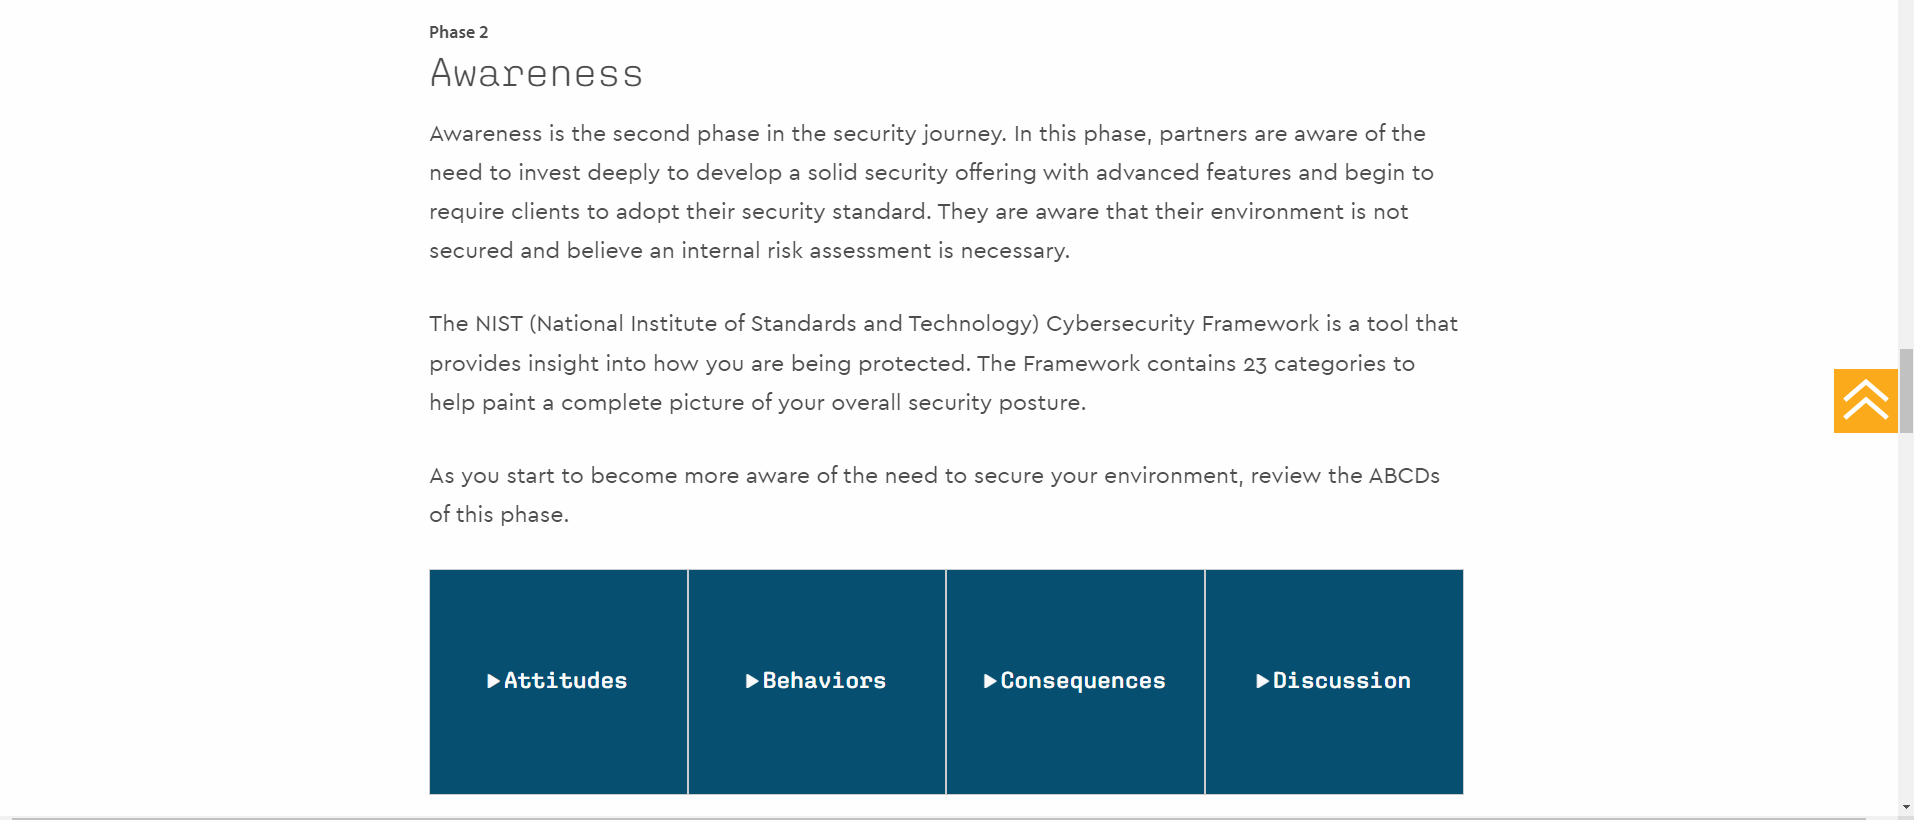 Phase 2
Awareness
Awareness is the second phase in the security journey. In this phase, partners are aware of the
need to invest deeply to develop a solid security offering with advanced features and begin to
require clients to adopt their security standard. They are aware that their environment is not
secured and believe an internal risk assessment is necessary.
The NIST (National Institute of Standards and Technology) Cybersecurity Framework is a tool that
provides insight into how you are being protected. The Framework contains 23 categories to
help paint a complete picture of your overall security posture.
As you start to become more aware of the need to secure your environment, review the ABCDs
of this phase.
Attitudes
Behaviors
Consequences
Discussion